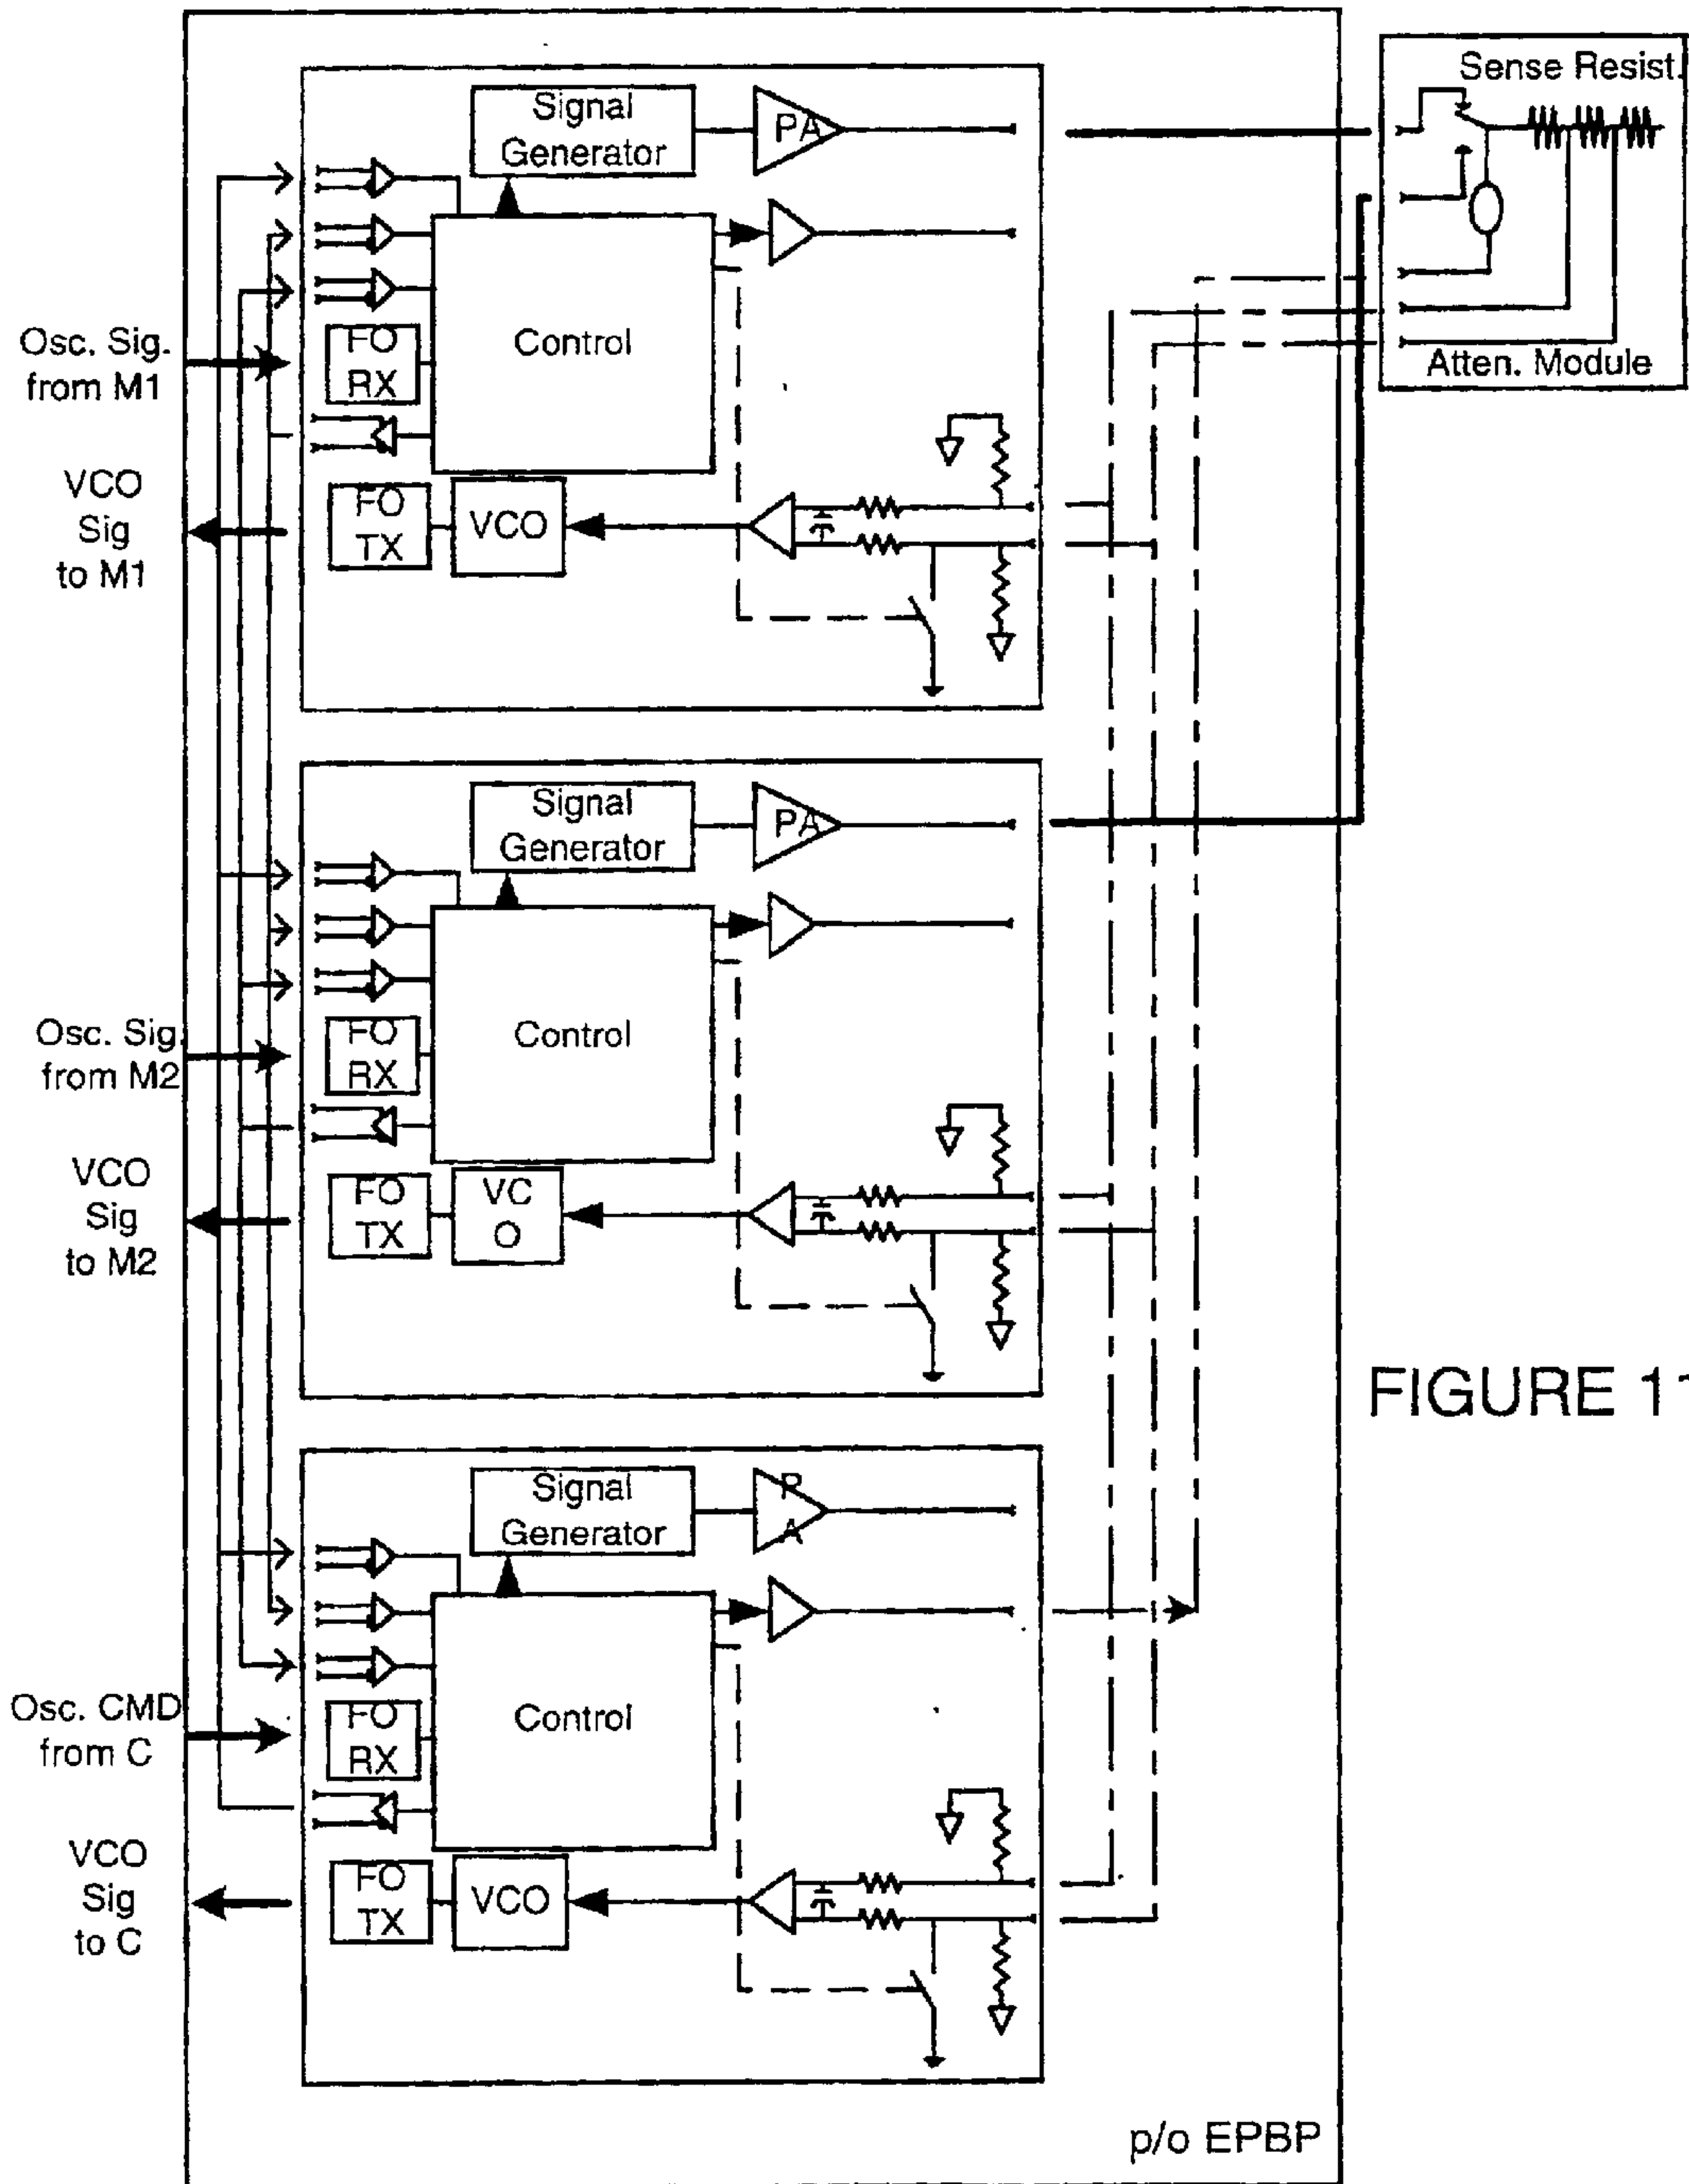 Sense Resist.
Atten. Module
Signal
Generator
PA
Control
FO
RX
Osc. Sig.
from M1
VCO
Sig
to M1
FO
TX
VCO
Signal
Generator
PA
Control
FO
RX
Osc. Sig
from M2
VCO
Sig
to M2
FO
TX
VC
O
FIGURE 11
Signal
Generator
P
A
Control
FO
RX
Osc. CMD
from C
VCO
Sig
to C
FO
TX
VCO
p/o EPBP